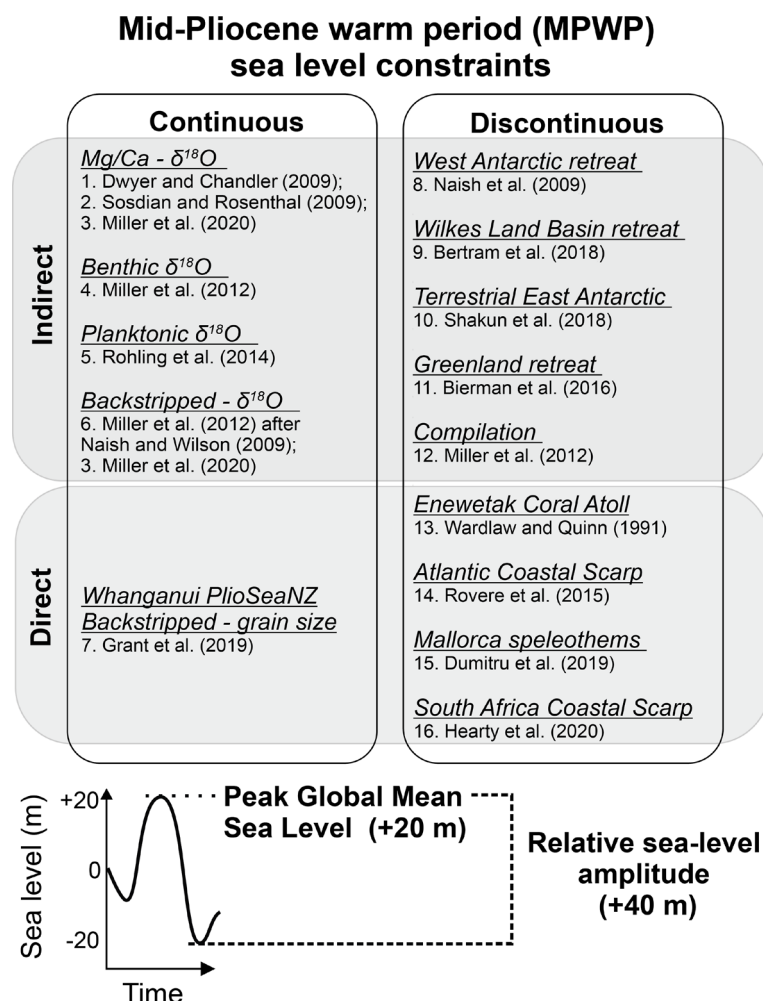 Mid-Pliocene warm period (MPWP)
sea level constraints
Continuous
Discontinuous
Indirect
Mg/Ca - δ¹⁸O
1. Dwyer and Chandler (2009);
2. Sosdian and Rosenthal (2009);
3. Miller et al. (2020)
Benthic δ¹⁸O
4. Miller et al. (2012)
Planktonic δ¹⁸O
5. Rohling et al. (2014)
Backstripped - δ¹⁸O
6. Miller et al. (2012) after
Naish and Wilson (2009);
3. Miller et al. (2020)
West Antarctic retreat
8. Naish et al. (2009)
Wilkes Land Basin retreat
9. Bertram et al. (2018)
Terrestrial East Antarctic
10. Shakun et al. (2018)
Greenland retreat
11. Bierman et al. (2016)
Compilation
12. Miller et al. (2012)
Direct
Whanganui PlioSeaNZ
Backstripped - grain size
7. Grant et al. (2019)
Enewetak Coral Atoll
13. Wardlaw and Quinn (1991)
Atlantic Coastal Scarp
14. Rovere et al. (2015)
Mallorca speleothems
15. Dumitru et al. (2019)
South Africa Coastal Scarp
16. Hearty et al. (2020)
Sea level (m)
+20
0
-20
Time
Peak Global Mean
Sea Level (+20 m)
Relative sea-level
amplitude
(+40 m)